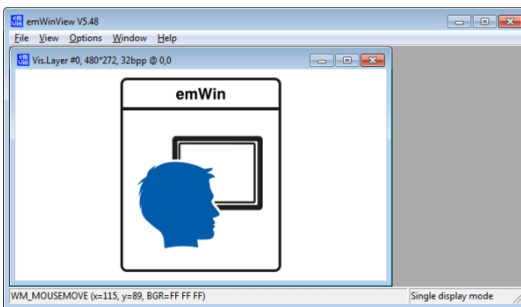 emWinView V5.48
File View Options Window Help
Vis.Layer #0, 480*272, 32bpp @ 0,0
emWin
WM_MOUSEMOVE (x=115, y=89, BGR=FF FF FF)
Single display mode